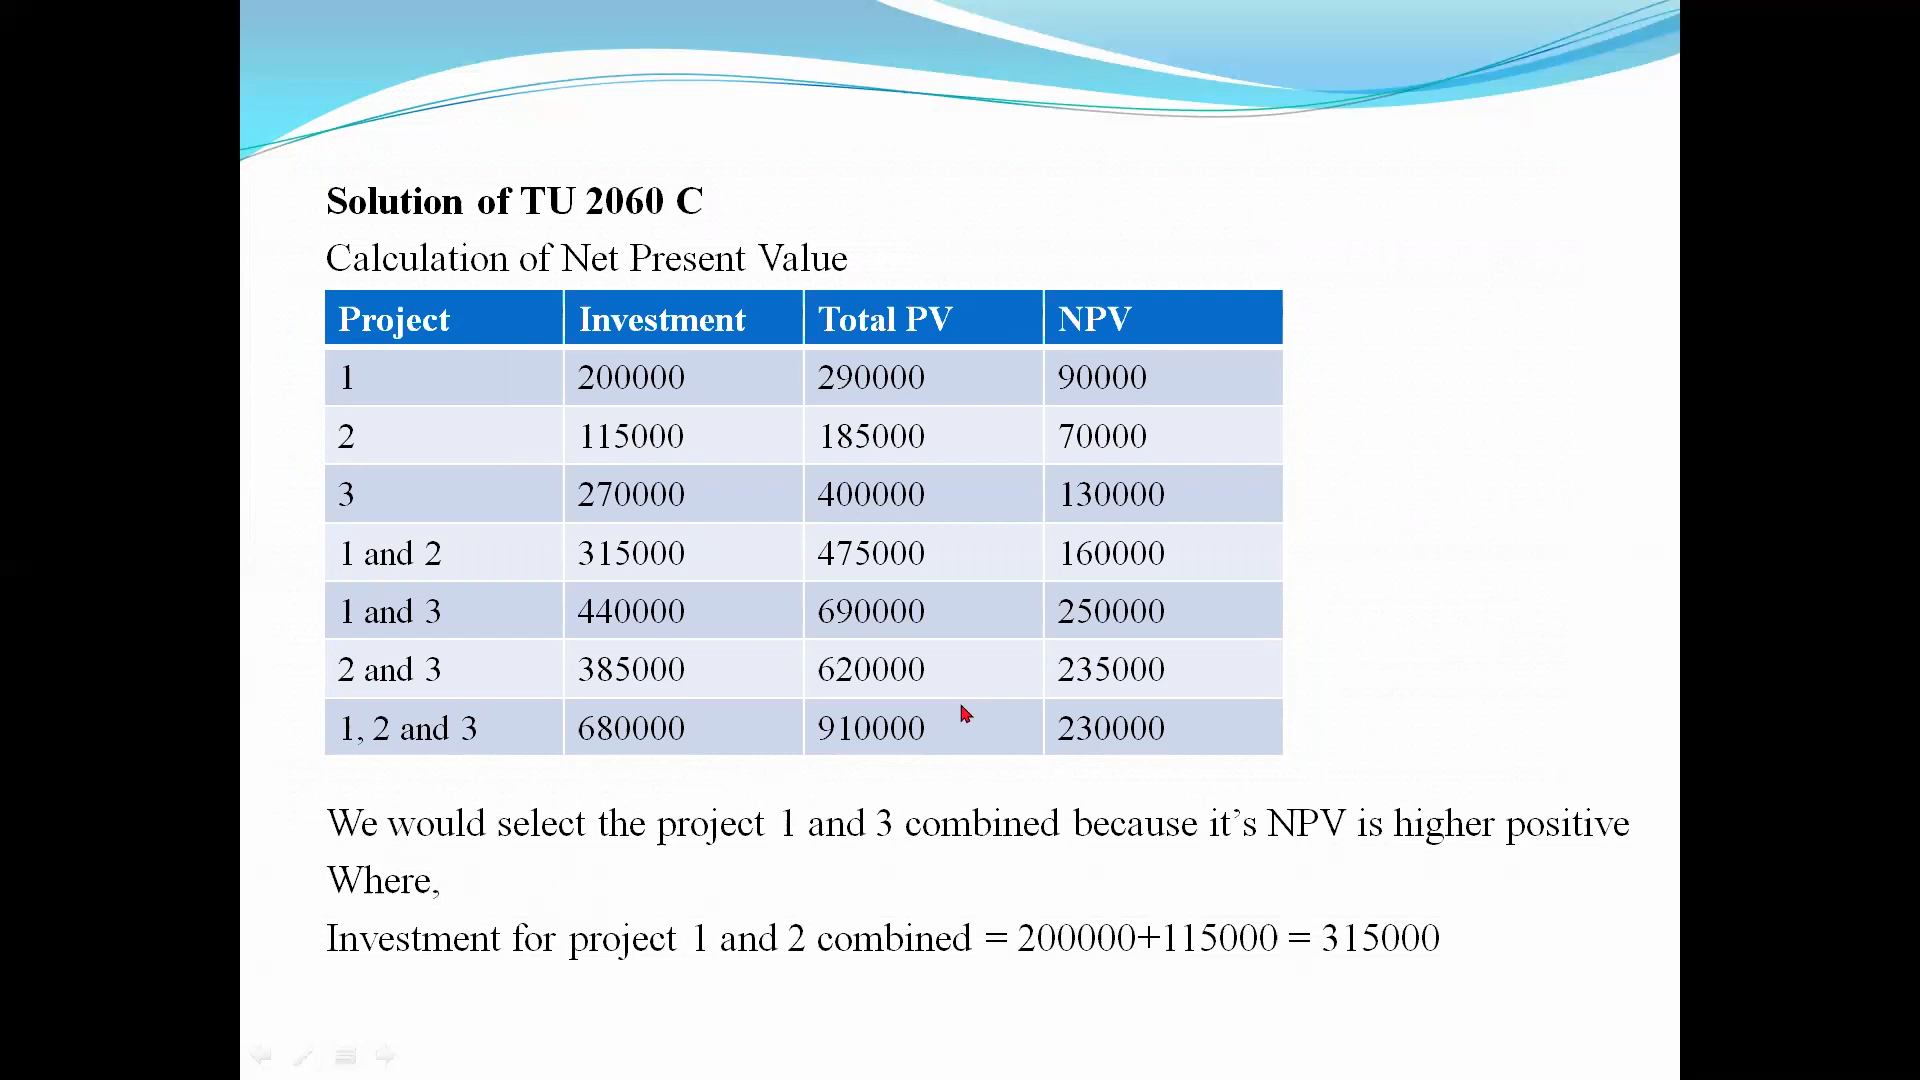 Solution of TU 2060 C
Calculation of Net Present Value
Project Investment Total PV NPV
1 200000 290000 90000
2 115000 185000 70000
3 270000 400000 130000
1 and 2 315000 475000 160000
1 and 3 440000 690000 250000
2 and 3 385000 620000 235000
1, 2 and 3 680000 910000 230000
We would select the project 1 and 3 combined because it’s NPV is higher positive
Where,
Investment for project 1 and 2 combined = 200000+115000 = 315000